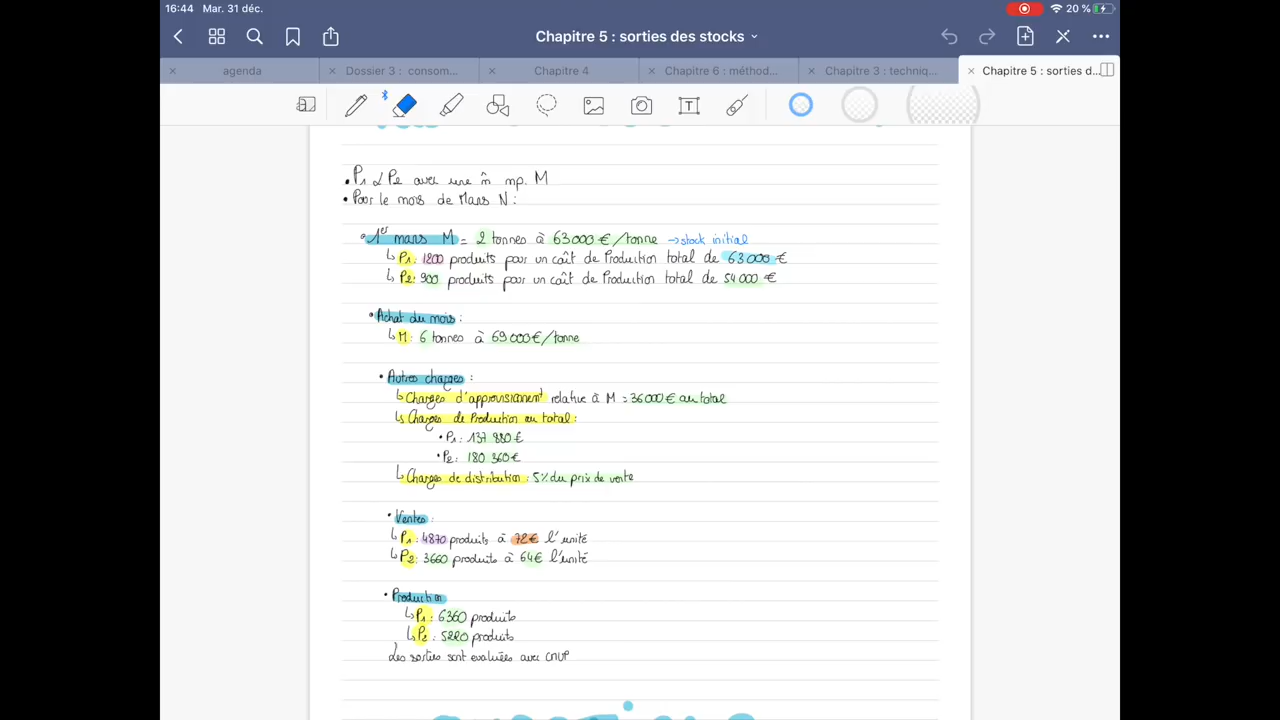 16:44 Mar. 31 déc.
20 %
Chapitre 5 : sorties des stocks
agenda
Dossier 3 : consom...
Chapitre 4
Chapitre 6 : méthod...
Chapitre 3 : techniq...
Chapitre 5 : sorties d...
• P1 & P2 avec une m̂ mp. M
• Pour le mois de Mars N :
• 1er mars M = 2 tonnes à 63 000 € /tonne → stock initial
↳ P1 : 1200 produits pour un coût de Production total de 63 000 €
↳ P2 : 900 produits pour un coût de Production total de 54 000 €
• Achat du mois :
↳ M : 6 tonnes à 69 000 € /tonne
• Autres charges :
↳ Charges d'approvisionnt relative à M = 36 000 € au total
↳ Charges de Production au total :
• P1 : 137 880 €
• P2 : 180 360 €
↳ Charges de distribution : 5% du prix de vente
• Ventes :
↳ P1 : 4870 produits à 72 € l'unité
↳ P2 : 3660 produits à 64 € l'unité
• Production
↳ P1 : 6360 produits
↳ P2 : 5220 produits
Les sorties sont évaluées avec CMUP